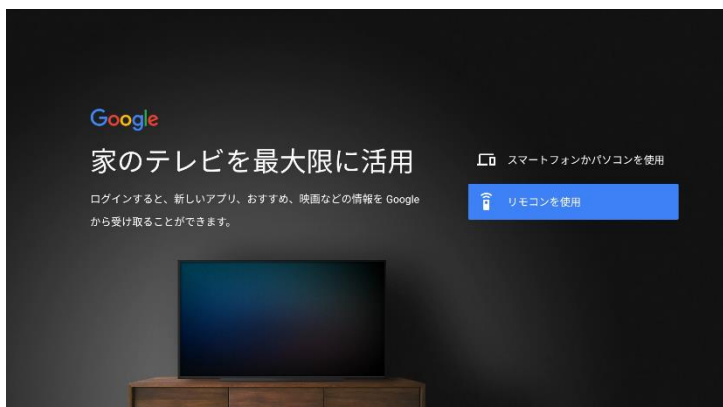 Google
家のテレビを最大限に活用
ログインすると、新しいアプリ、おすすめ、映画などの情報を Google
から受け取ることができます。
スマートフォンかパソコンを使用
リモコンを使用